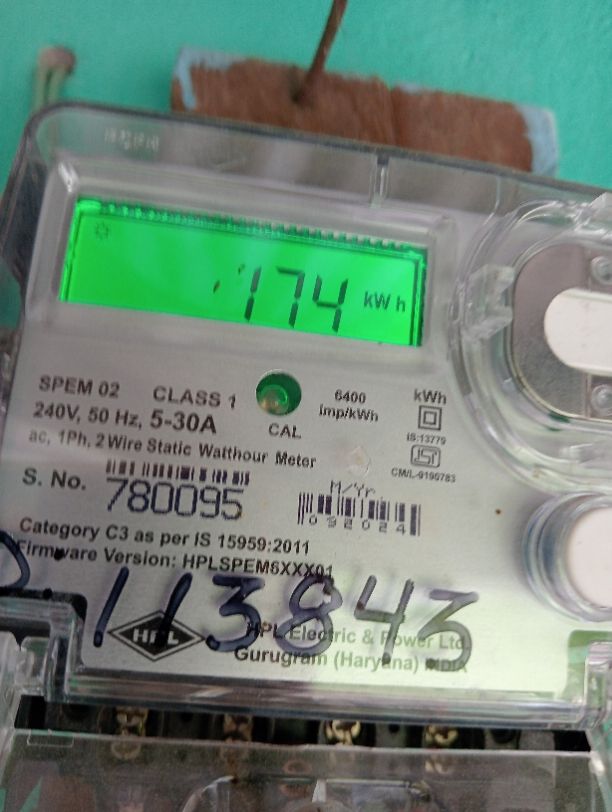 174 kWh
SPEM 02 CLASS 1
240V, 50 Hz, 5-30A
ac, 1Ph, 2 Wire Static Watthour Meter
CAL
6400
imp/kWh
kWh
IS:13779
CM/L-9195783
S. No. 780095
M/Yr.
092024
Category C3 as per IS 15959:2011
Firmware Version: HPLSPEM6XXX01
113843
HPL
HPL Electric & Power Ltd.
Gurugram (Haryana) INDIA